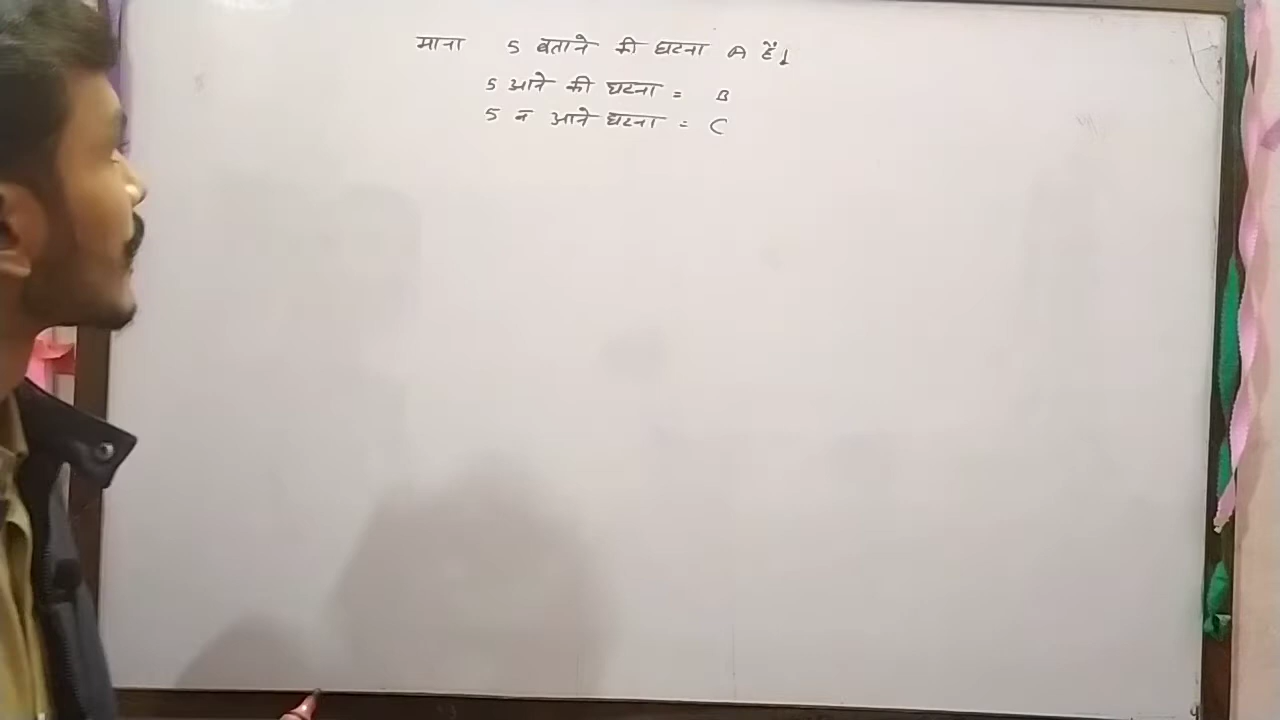 माना 5 बताने की घटना A है।
5 आने की घटना = B
5 न आने घटना = C